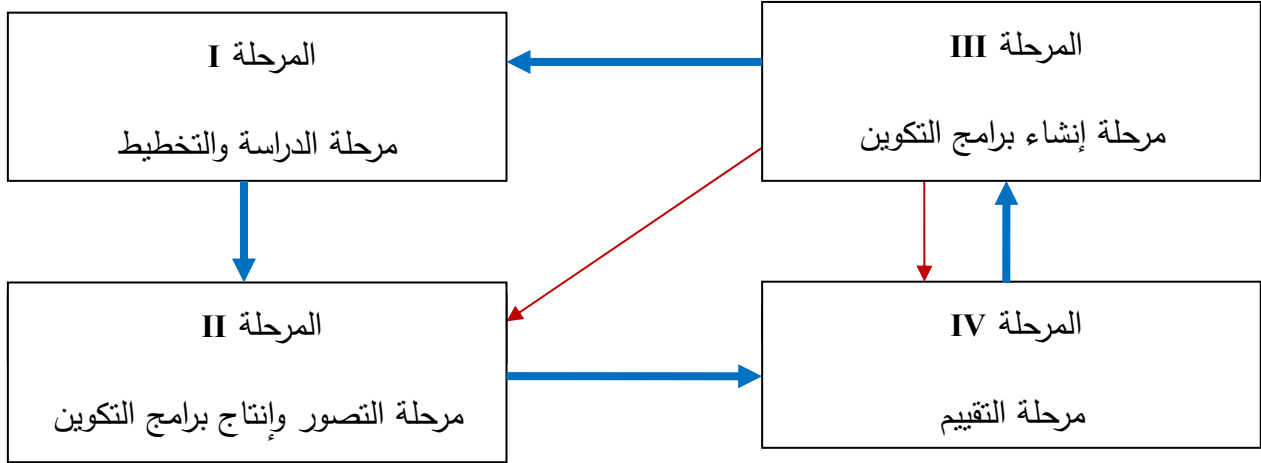 المرحلة III
مرحلة إنشاء برامج التكوين
المرحلة I
مرحلة الدراسة والتخطيط
المرحلة IV
مرحلة التقييم
المرحلة II
مرحلة التصور وإنتاج برامج التكوين